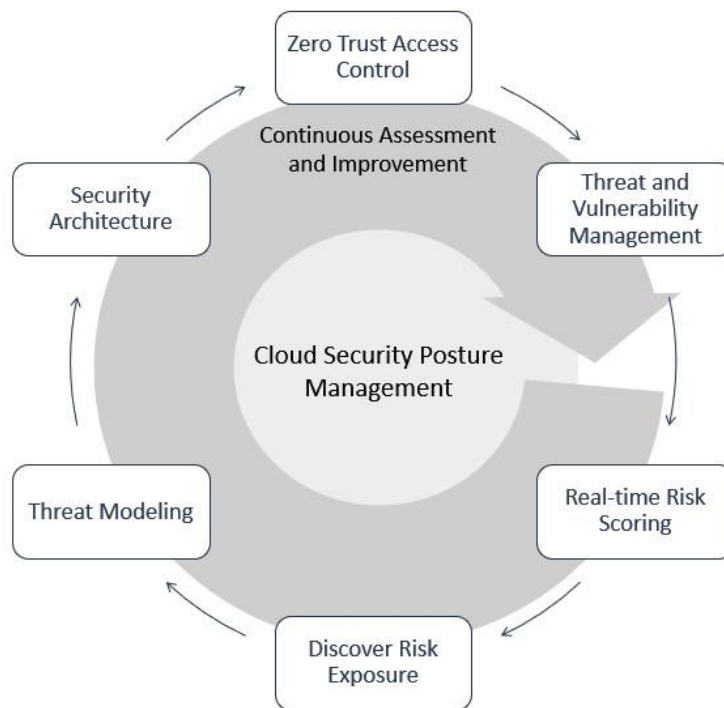 Zero Trust Access
Control
Continuous Assessment
and Improvement
Security
Architecture
Threat and
Vulnerability
Management
Cloud Security Posture
Management
Threat Modeling
Real-time Risk
Scoring
Discover Risk
Exposure